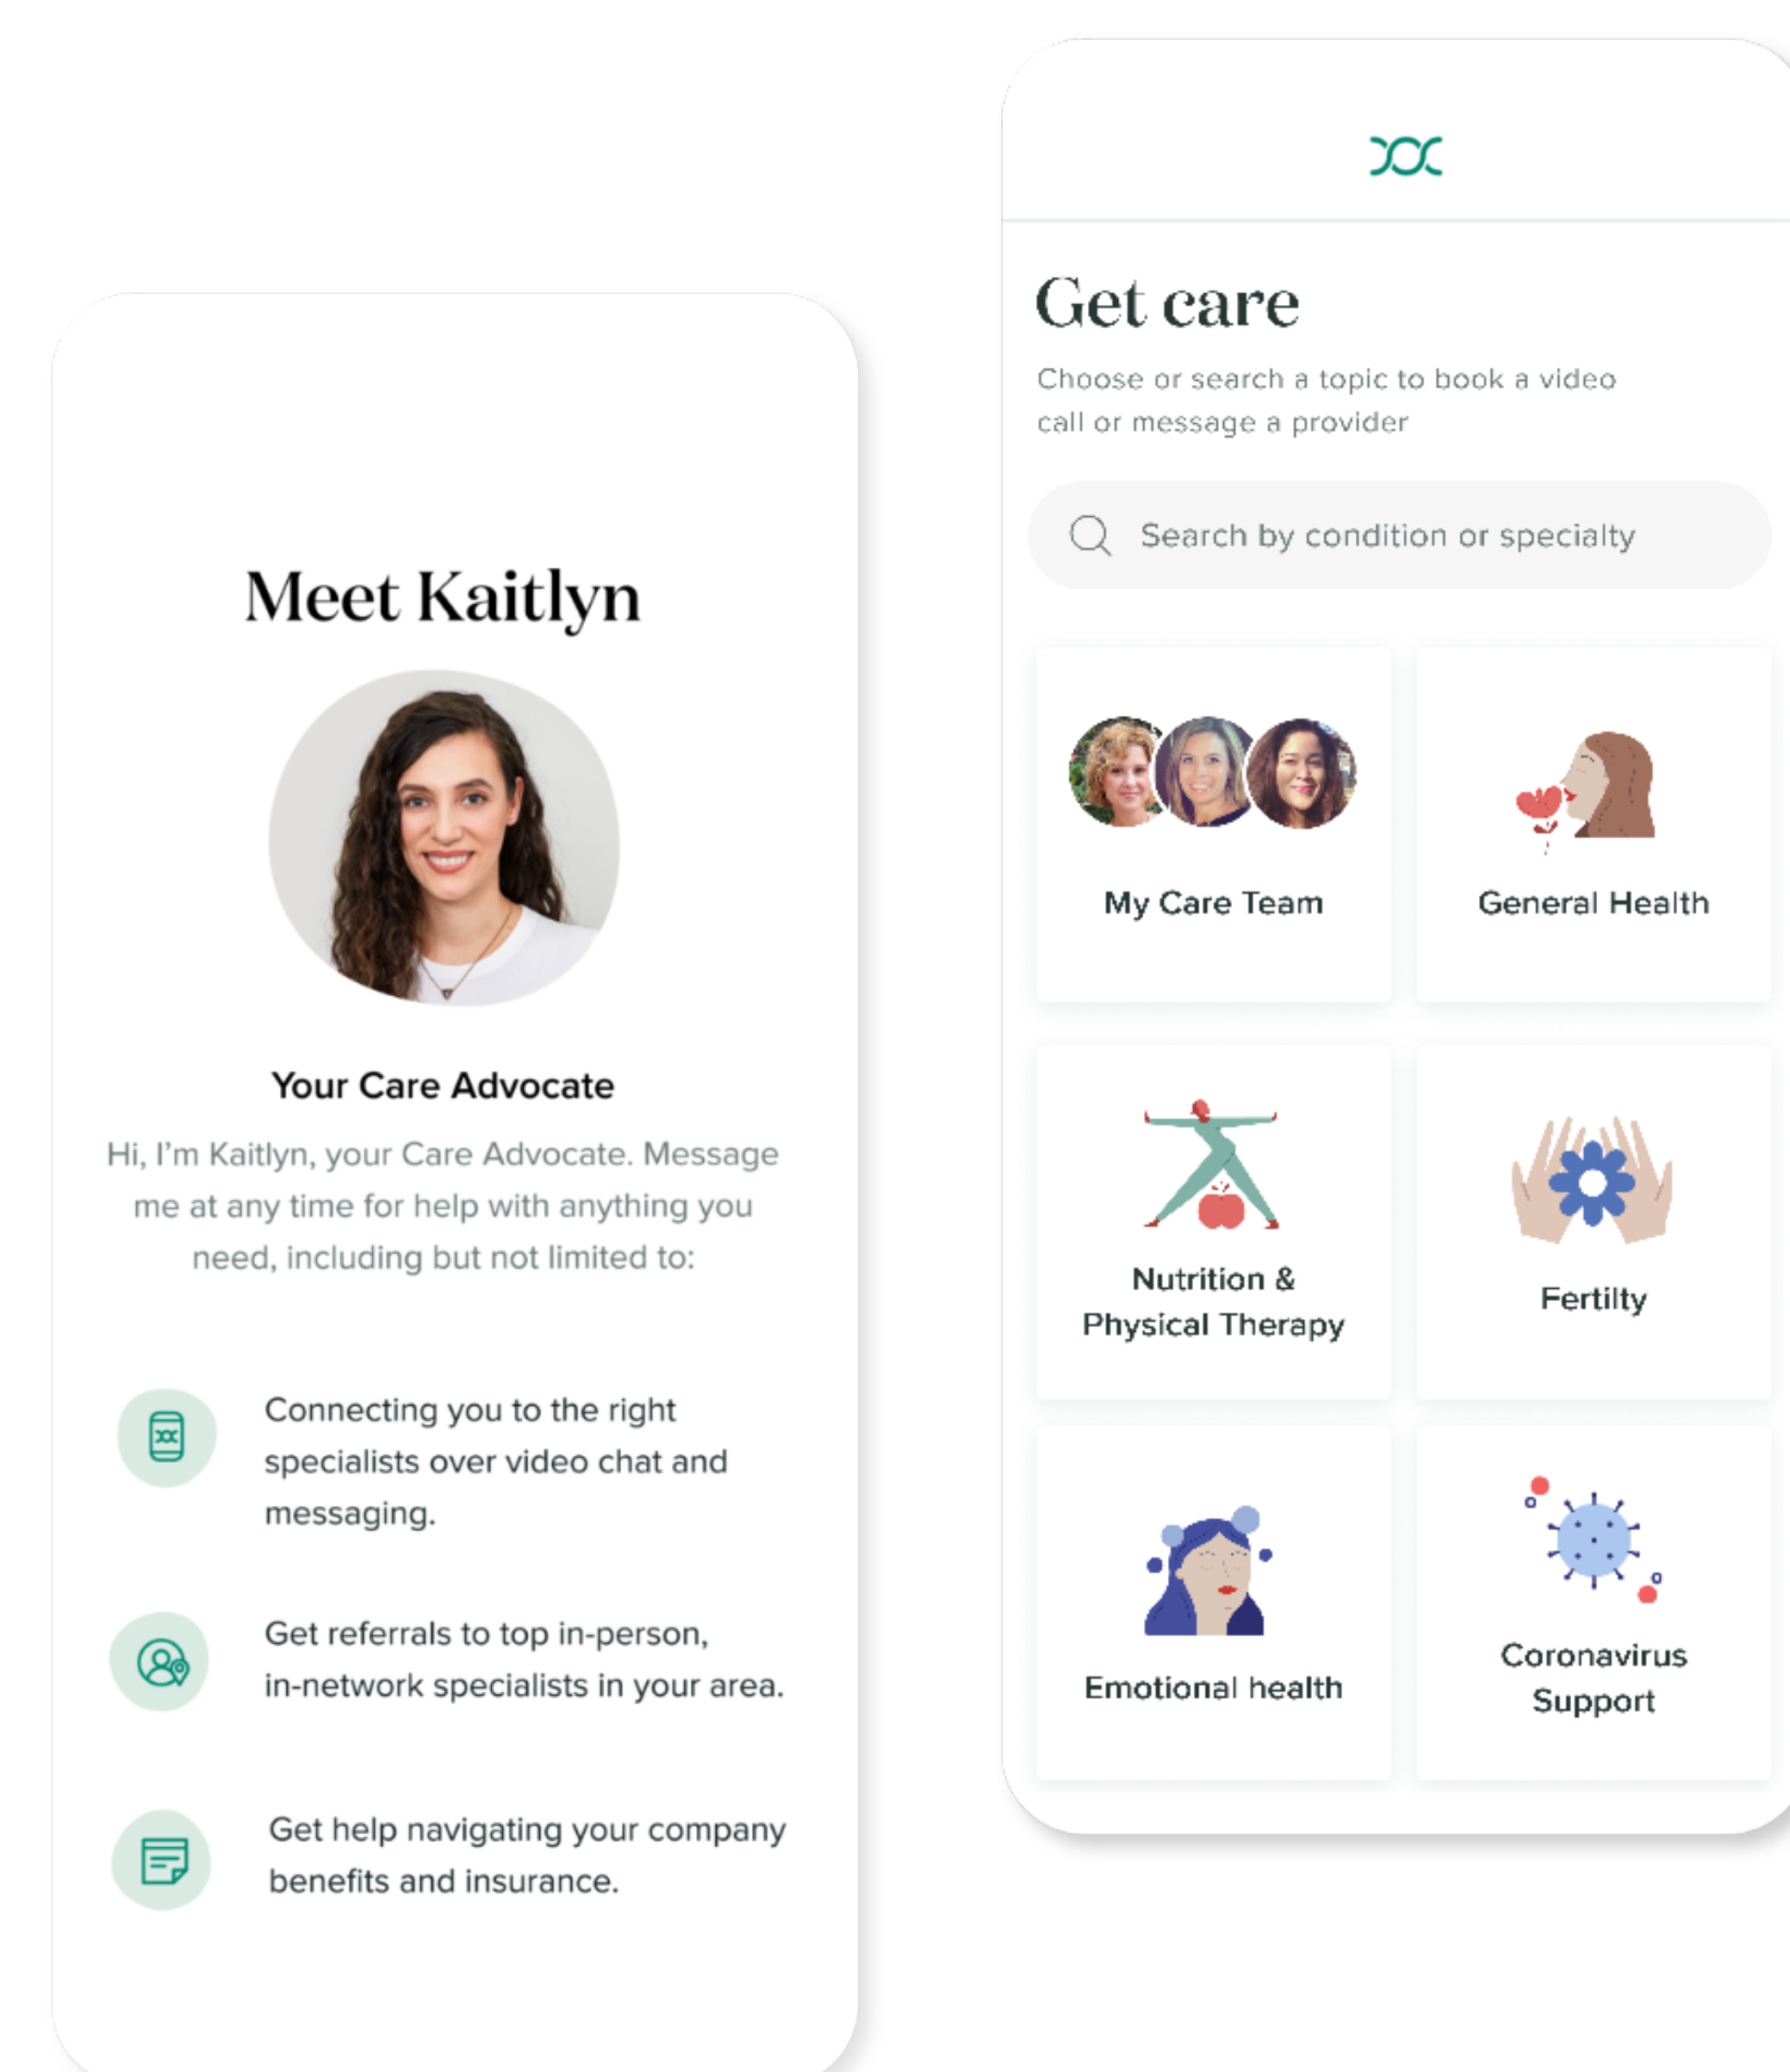 Meet Kaitlyn
Your Care Advocate
Hi, I’m Kaitlyn, your Care Advocate. Message
me at any time for help with anything you
need, including but not limited to:
Connecting you to the right
specialists over video chat and
messaging.
Get referrals to top in-person,
in-network specialists in your area.
Get help navigating your company
benefits and insurance.
Get care
Choose or search a topic to book a video
call or message a provider
Search by condition or specialty
My Care Team
General Health
Nutrition &
Physical Therapy
Fertilty
Emotional health
Coronavirus
Support